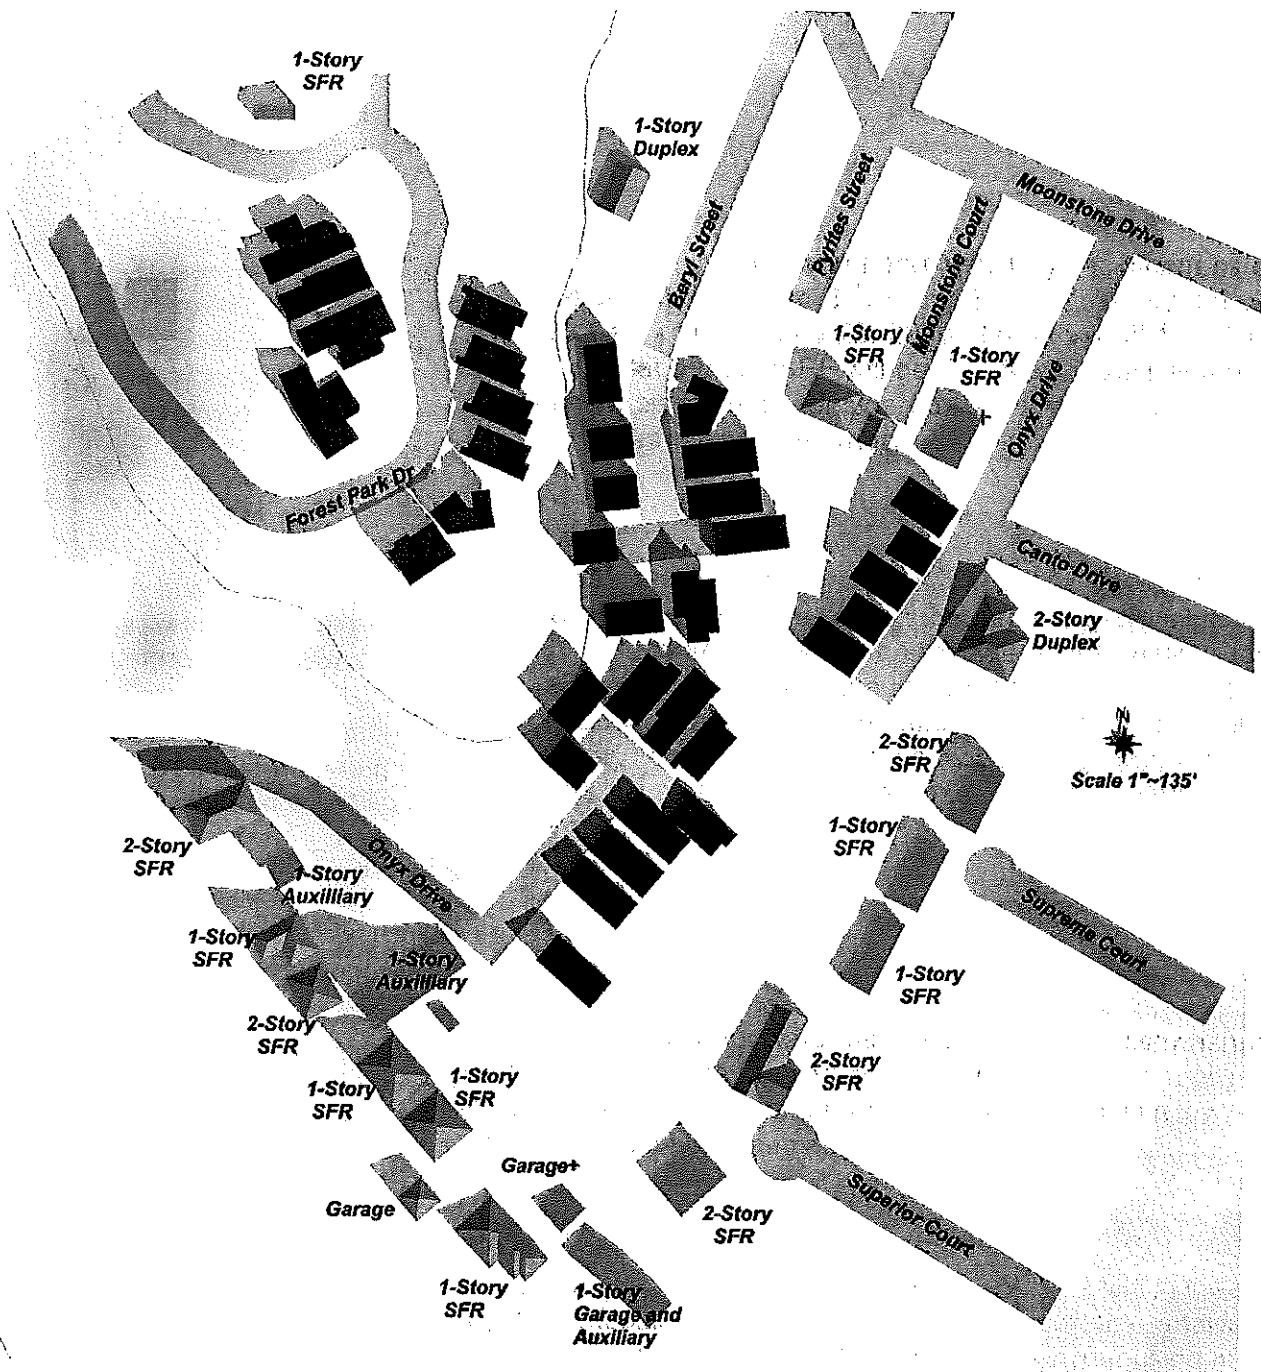 1-Story
SFR
1-Story
Duplex
Moonstone Drive
Pyrites Street
Moonstone Court
Beryl Street
1-Story
SFR
1-Story
SFR
+
Onyx Drive
Forest Park Dr
Canto Drive
2-Story
Duplex
N
Scale 1"~135'
2-Story
SFR
1-Story
SFR
2-Story
SFR
Onyx Drive
1-Story
Auxilliary
Supreme Court
1-Story
SFR
1-Story
Auxilliary
1-Story
SFR
2-Story
SFR
2-Story
SFR
1-Story
SFR
1-Story
SFR
Garage+
Garage
2-Story
SFR
Superior Court
1-Story
SFR
1-Story
Garage and
Auxiliary